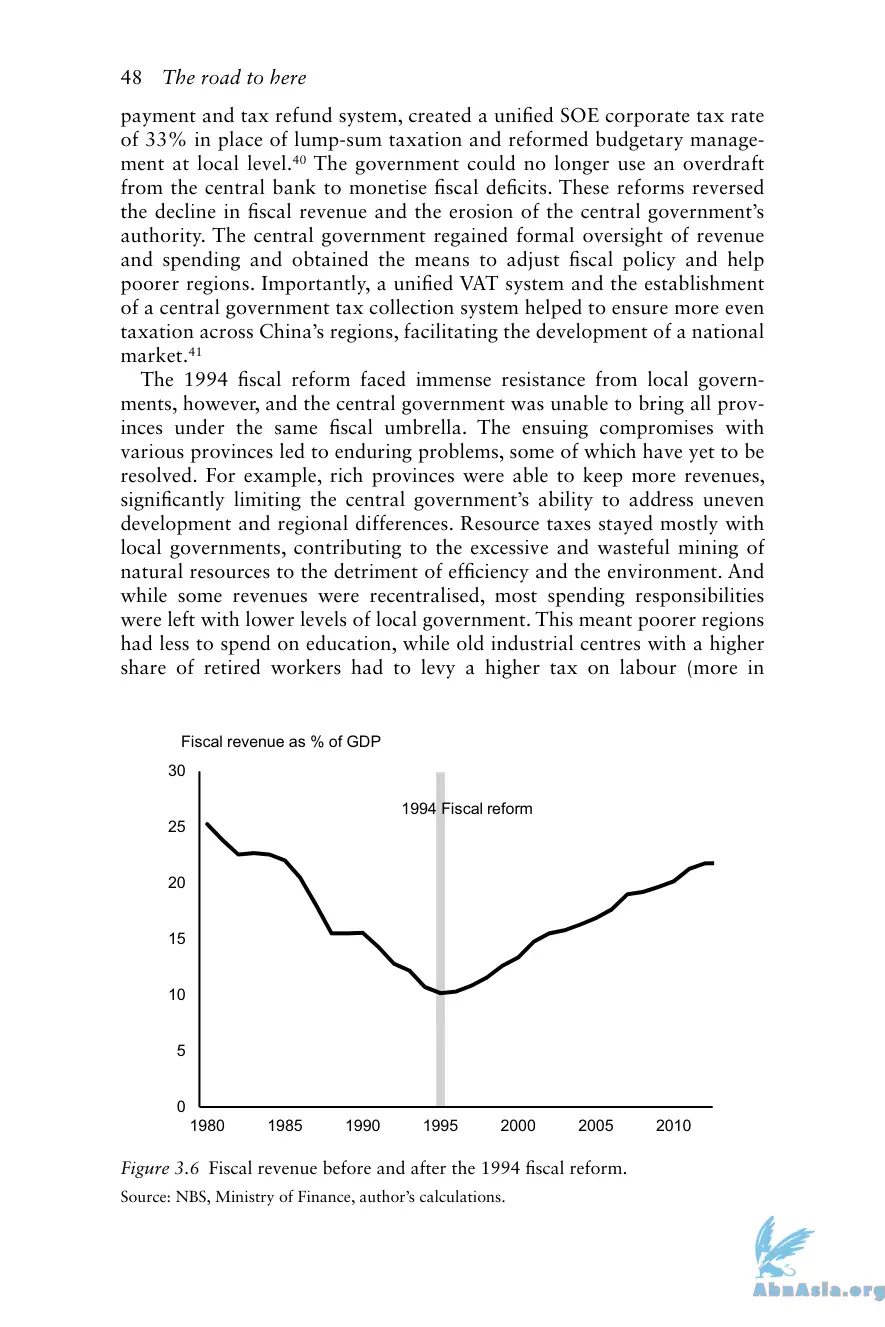 48 The road to here
payment and tax refund system, created a unified SOE corporate tax rate
of 33% in place of lump-sum taxation and reformed budgetary manage-
ment at local level.40 The government could no longer use an overdraft
from the central bank to monetise fiscal deficits. These reforms reversed
the decline in fiscal revenue and the erosion of the central government's
authority. The central government regained formal oversight of revenue
and spending and obtained the means to adjust fiscal policy and help
poorer regions. Importantly, a unified VAT system and the establishment
of a central government tax collection system helped to ensure more even
taxation across China's regions, facilitating the development of a national
market.41
The 1994 fiscal reform faced immense resistance from local govern-
ments, however, and the central government was unable to bring all prov-
inces under the same fiscal umbrella. The ensuing compromises with
various provinces led to enduring problems, some of which have yet to be
resolved. For example, rich provinces were able to keep more revenues,
significantly limiting the central government's ability to address uneven
development and regional differences. Resource taxes stayed mostly with
local governments, contributing to the excessive and wasteful mining of
natural resources to the detriment of efficiency and the environment. And
while some revenues were recentralised, most spending responsibilities
were left with lower levels of local government. This meant poorer regions
had less to spend on education, while old industrial centres with a higher
share of retired workers had to levy a higher tax on labour (more in
Fiscal revenue as % of GDP
30
1994 Fiscal reform
25
20
15
10
5
0
1980 1985 1990 1995 2000 2005 2010
Figure 3.6 Fiscal revenue before and after the 1994 fiscal reform.
Source: NBS, Ministry of Finance, author's calculations.
AbnAsia.org